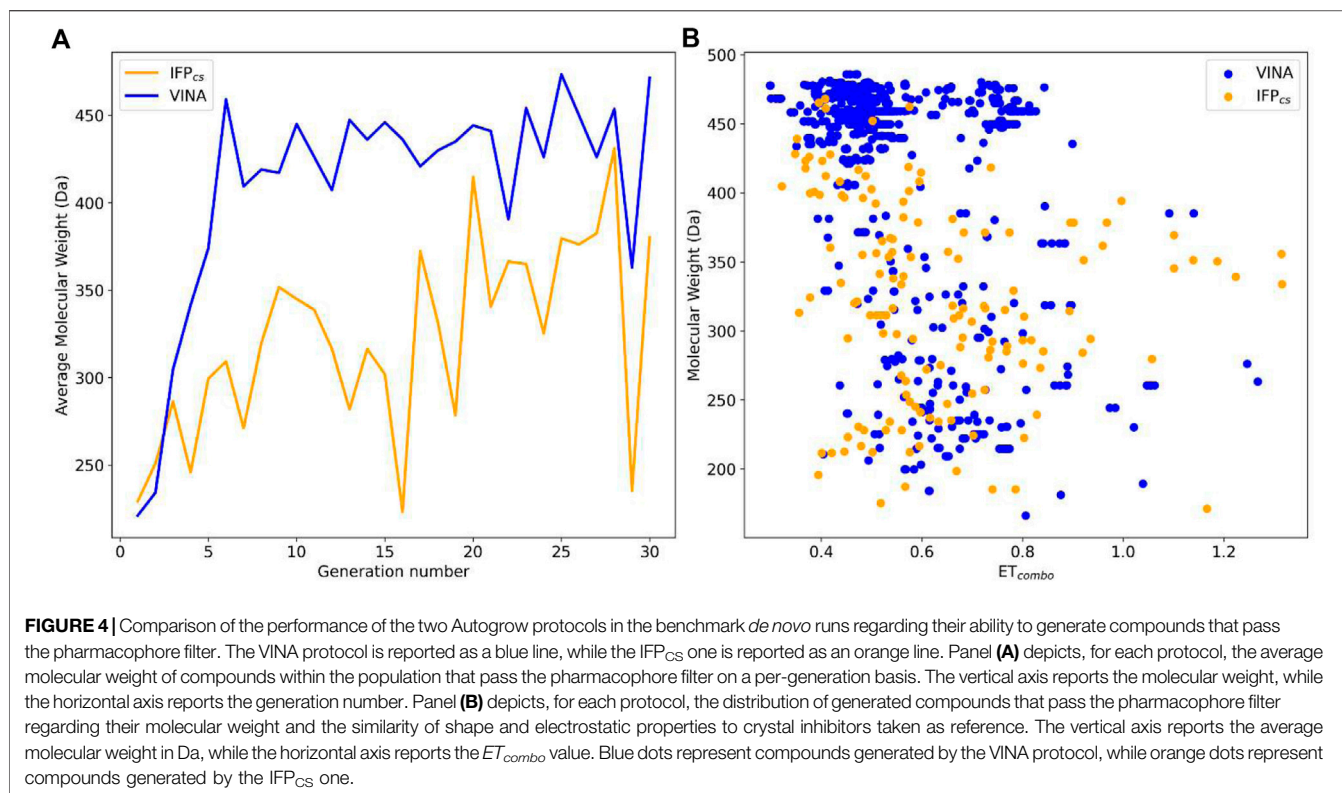 A
B
IFPcs
VINA
450
400
350
300
250
0
5
10
15
20
25
30
Average Molecular Weight (Da)
Generation number
500
450
400
350
300
250
200
0.4
0.6
0.8
1.0
1.2
Molecular Weight (Da)
ETcombo
VINA
IFPcs
FIGURE 4 | Comparison of the performance of the two Autogrow protocols in the benchmark de novo runs regarding their ability to generate compounds that pass
the pharmacophore filter. The VINA protocol is reported as a blue line, while the IFPCS one is reported as an orange line. Panel (A) depicts, for each protocol, the average
molecular weight of compounds within the population that pass the pharmacophore filter on a per-generation basis. The vertical axis reports the molecular weight, while
the horizontal axis reports the generation number. Panel (B) depicts, for each protocol, the distribution of generated compounds that pass the pharmacophore filter
regarding their molecular weight and the similarity of shape and electrostatic properties to crystal inhibitors taken as reference. The vertical axis reports the average
molecular weight in Da, while the horizontal axis reports the ETcombo value. Blue dots represent compounds generated by the VINA protocol, while orange dots represent
compounds generated by the IFPCS one.